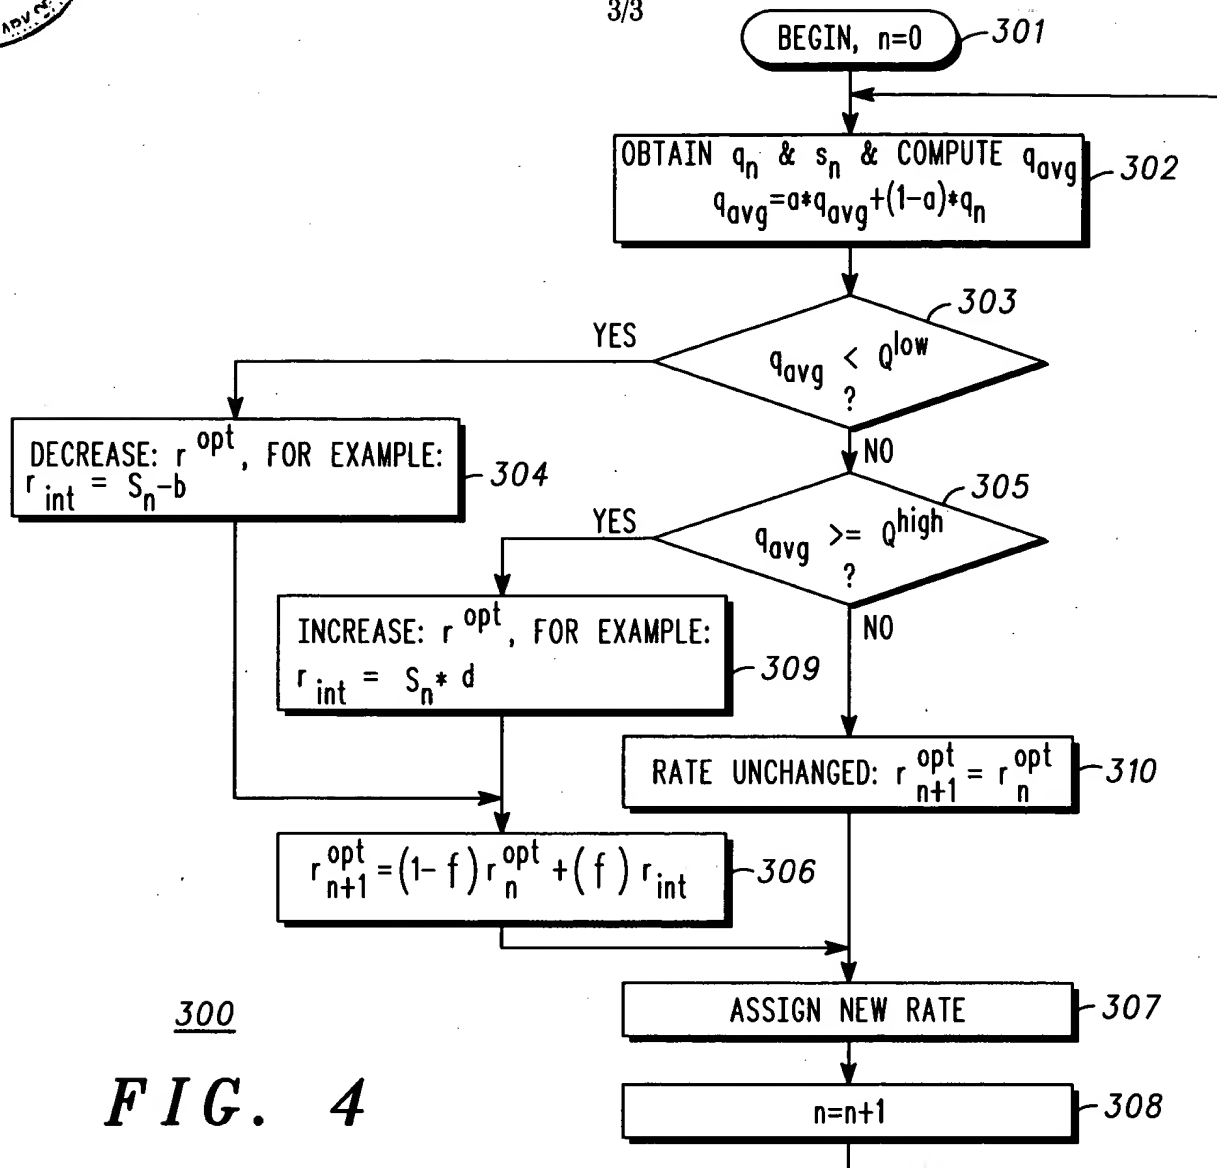 3/3
BEGIN, n=0
301
OBTAIN qn & sn & COMPUTE qavg
qavg=a*qavg+(1-a)*qn
302
303
YES
qavg < Q^low
?
NO
DECREASE: r^opt, FOR EXAMPLE:
r int = Sn-b
304
305
YES
qavg >= Q^high
?
NO
INCREASE: r^opt, FOR EXAMPLE:
r int = Sn* d
309
RATE UNCHANGED: r^opt n+1 = r^opt n
310
r^opt n+1 =(1-f) r^opt n +(f) r int
306
ASSIGN NEW RATE
307
300
n=n+1
308
FIG. 4